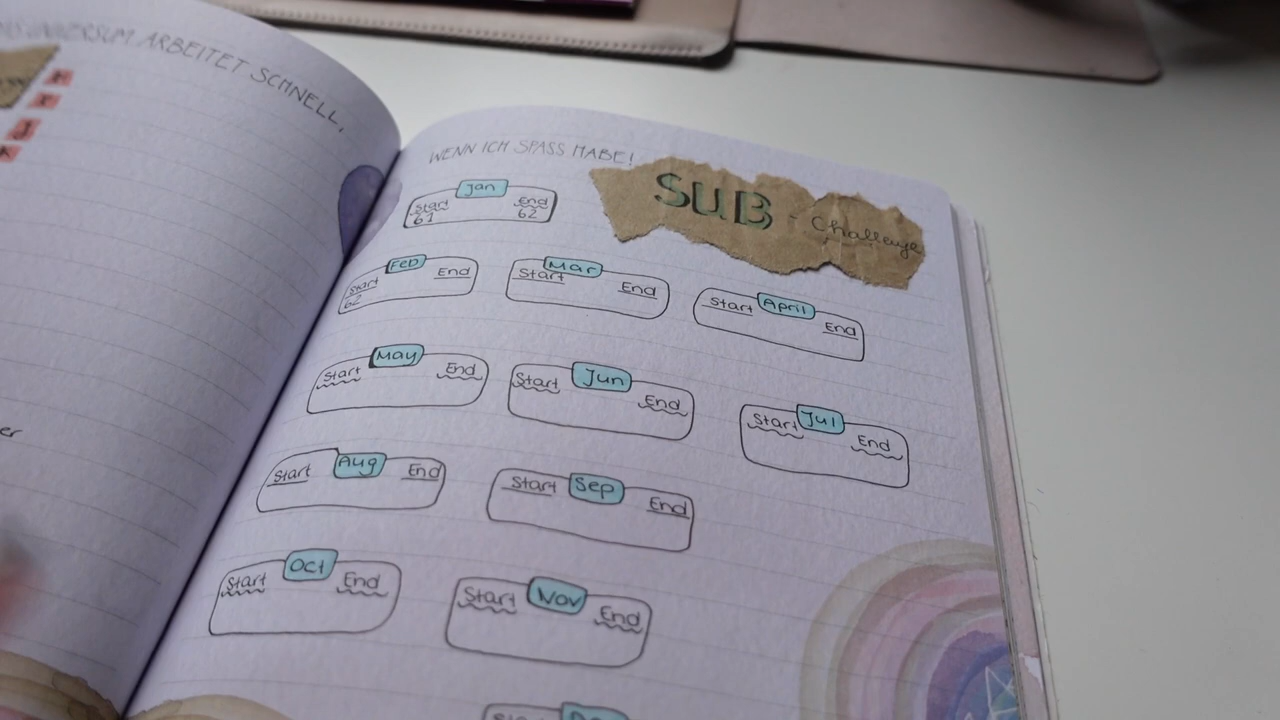 UNIVERSUM ARBEITET SCHNELL,
H
I
J
K
er
WENN ICH SPASS HABE!
SUB - Challenge
Jan
Start End
61 62
Feb
Start End
62
Mar
Start End
April
Start End
May
Start End
Jun
Start End
Jul
Start End
Aug
Start End
Sep
Start End
Oct
Start End
Nov
Start End
Start